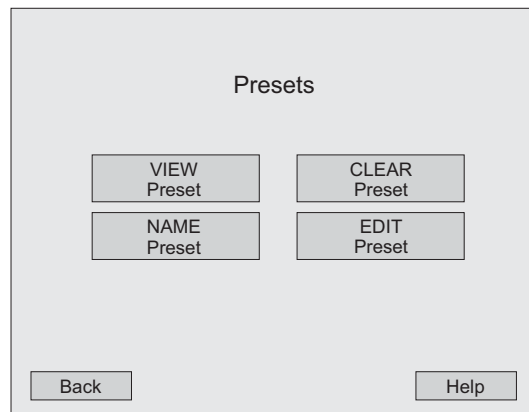 Presets
VIEW
Preset
CLEAR
Preset
NAME
Preset
EDIT
Preset
Back
Help